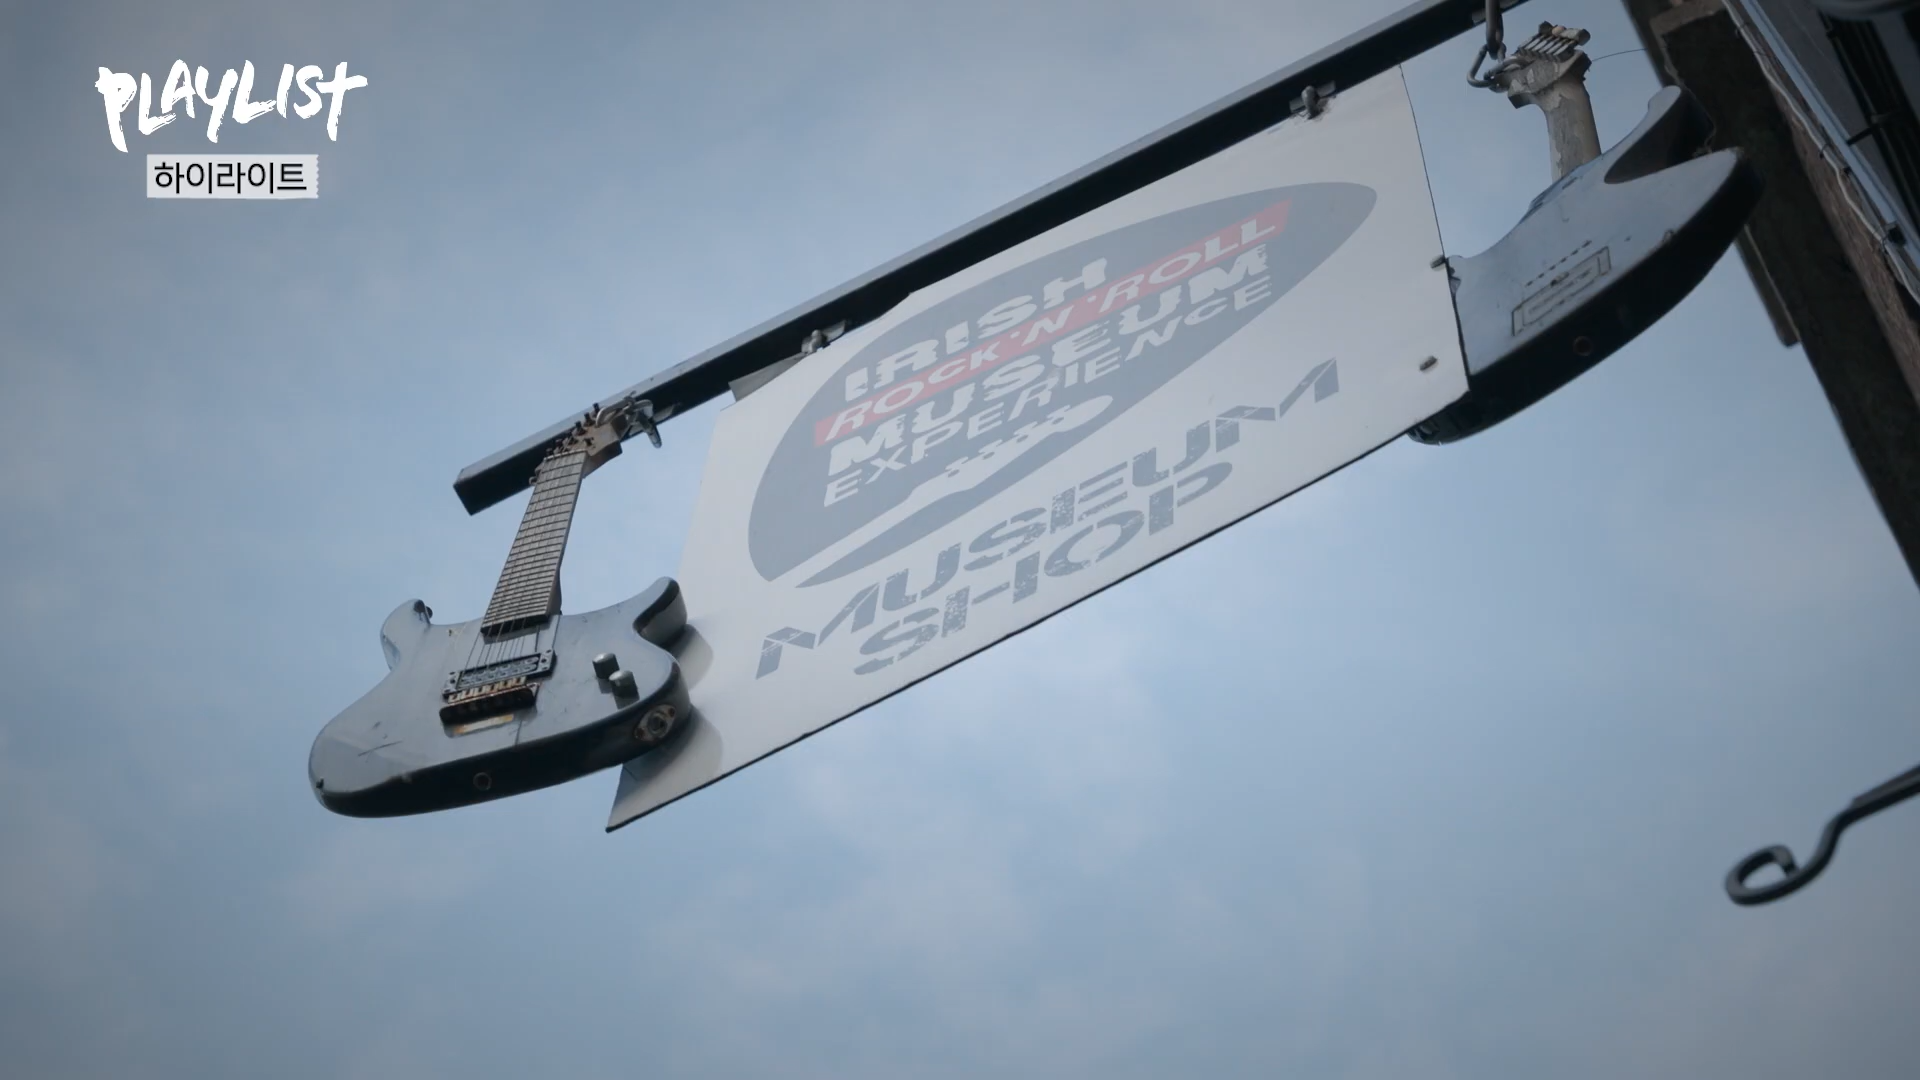 PLAYLIST
하이라이트
IRISH
ROCK'N'ROLL
MUSEUM
EXPERIENCE
MUSEUM
SHOP